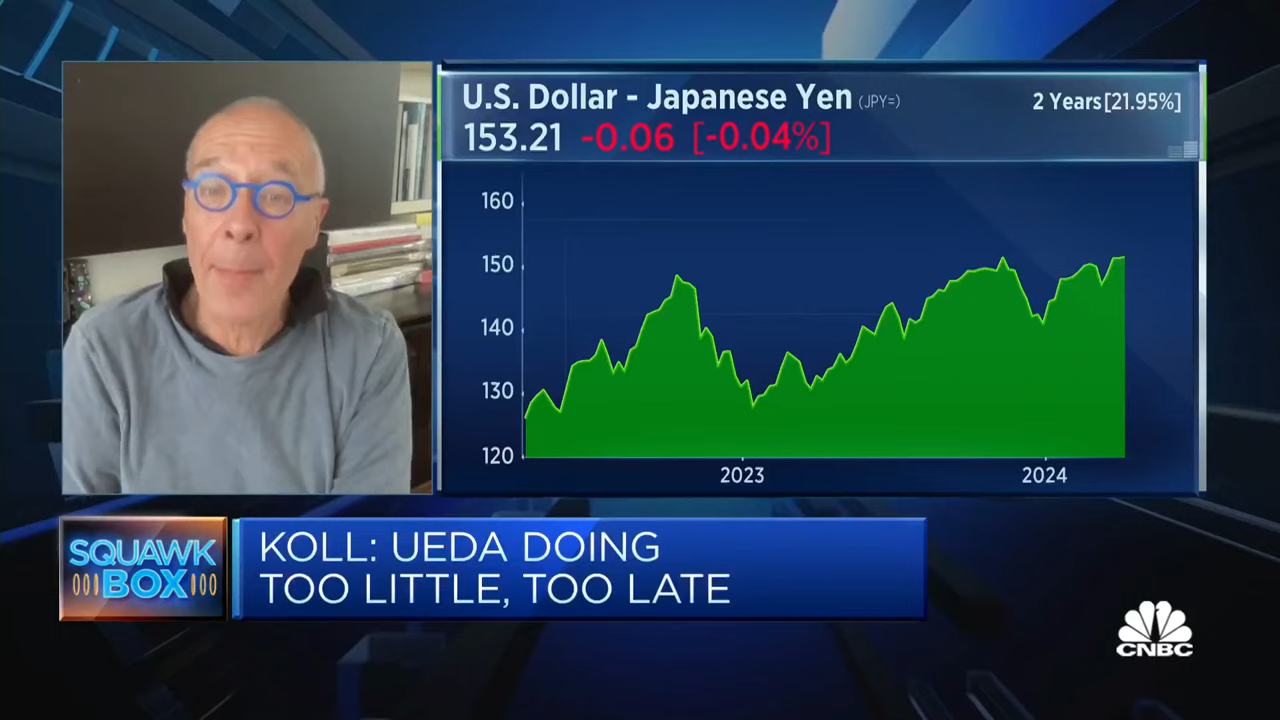 U.S. Dollar - Japanese Yen (JPY=)
2 Years[21.95%]
153.21 -0.06 [-0.04%]
160
150
140
130
120
2023
2024
SQUAWK
BOX
KOLL: UEDA DOING
TOO LITTLE, TOO LATE
CNBC